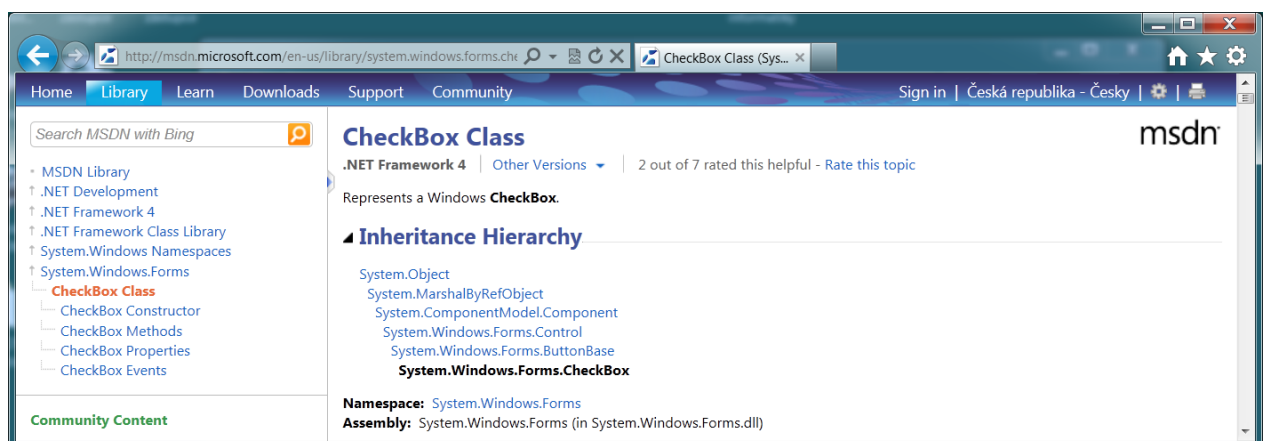 http://msdn.microsoft.com/en-us/library/system.windows.forms.che
CheckBox Class (Sys...
Home Library Learn Downloads Support Community Sign in | Česká republika - Česky |
Search MSDN with Bing
MSDN Library
.NET Development
.NET Framework 4
.NET Framework Class Library
System.Windows Namespaces
System.Windows.Forms
CheckBox Class
CheckBox Constructor
CheckBox Methods
CheckBox Properties
CheckBox Events
Community Content
msdn
CheckBox Class
.NET Framework 4 | Other Versions | 2 out of 7 rated this helpful - Rate this topic
Represents a Windows CheckBox.
Inheritance Hierarchy
System.Object
System.MarshalByRefObject
System.ComponentModel.Component
System.Windows.Forms.Control
System.Windows.Forms.ButtonBase
System.Windows.Forms.CheckBox
Namespace: System.Windows.Forms
Assembly: System.Windows.Forms (in System.Windows.Forms.dll)